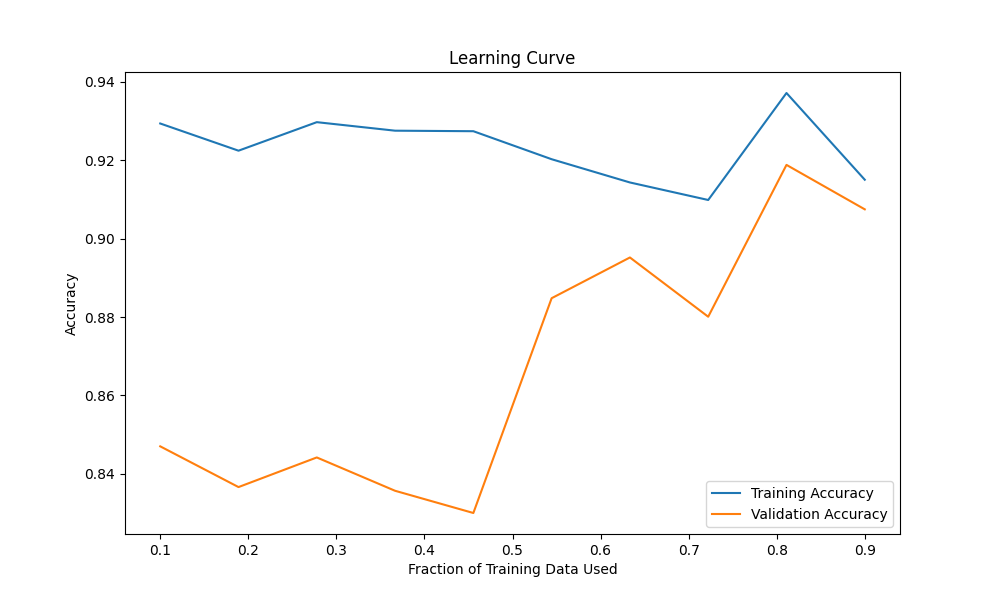 Learning Curve
0.94
0.92
0.90
0.88
0.86
0.84
Accuracy
Training Accuracy
Validation Accuracy
0.1 0.2 0.3 0.4 0.5 0.6 0.7 0.8 0.9
Fraction of Training Data Used